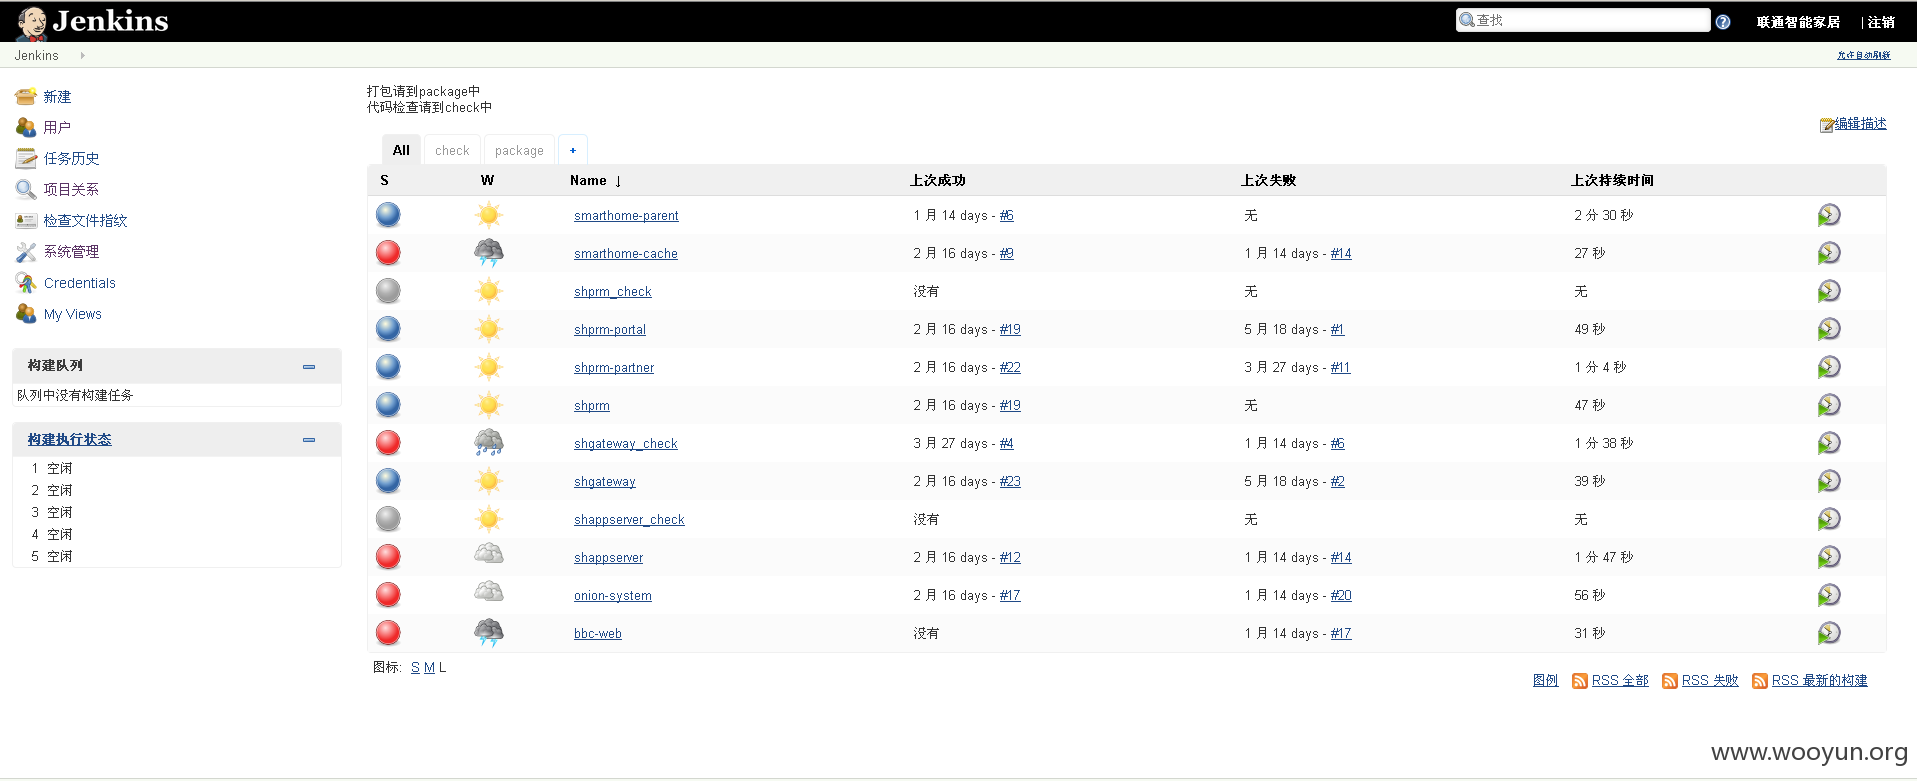 Jenkins
查找
联通智能家居 | 注销
Jenkins
允许自动刷新
新建
用户
任务历史
项目关系
检查文件指纹
系统管理
Credentials
My Views
构建队列
队列中没有构建任务
构建执行状态
1 空闲
2 空闲
3 空闲
4 空闲
5 空闲
打包请到package中
代码检查请到check中
编辑描述
All check package +
S W Name ↓ 上次成功 上次失败 上次持续时间
smarthome-parent 1 月 14 days - #6 无 2 分 30 秒
smarthome-cache 2 月 16 days - #9 1 月 14 days - #14 27 秒
shprm_check 没有 无 无
shprm-portal 2 月 16 days - #19 5 月 18 days - #1 49 秒
shprm-partner 2 月 16 days - #22 3 月 27 days - #11 1 分 4 秒
shprm 2 月 16 days - #19 无 47 秒
shgateway_check 3 月 27 days - #4 1 月 14 days - #6 1 分 38 秒
shgateway 2 月 16 days - #23 5 月 18 days - #2 39 秒
shappserver_check 没有 无 无
shappserver 2 月 16 days - #12 1 月 14 days - #14 1 分 47 秒
onion-system 2 月 16 days - #17 1 月 14 days - #20 56 秒
bbc-web 没有 1 月 14 days - #17 31 秒
图标: S M L
图例 RSS 全部 RSS 失败 RSS 最新的构建
www.wooyun.org